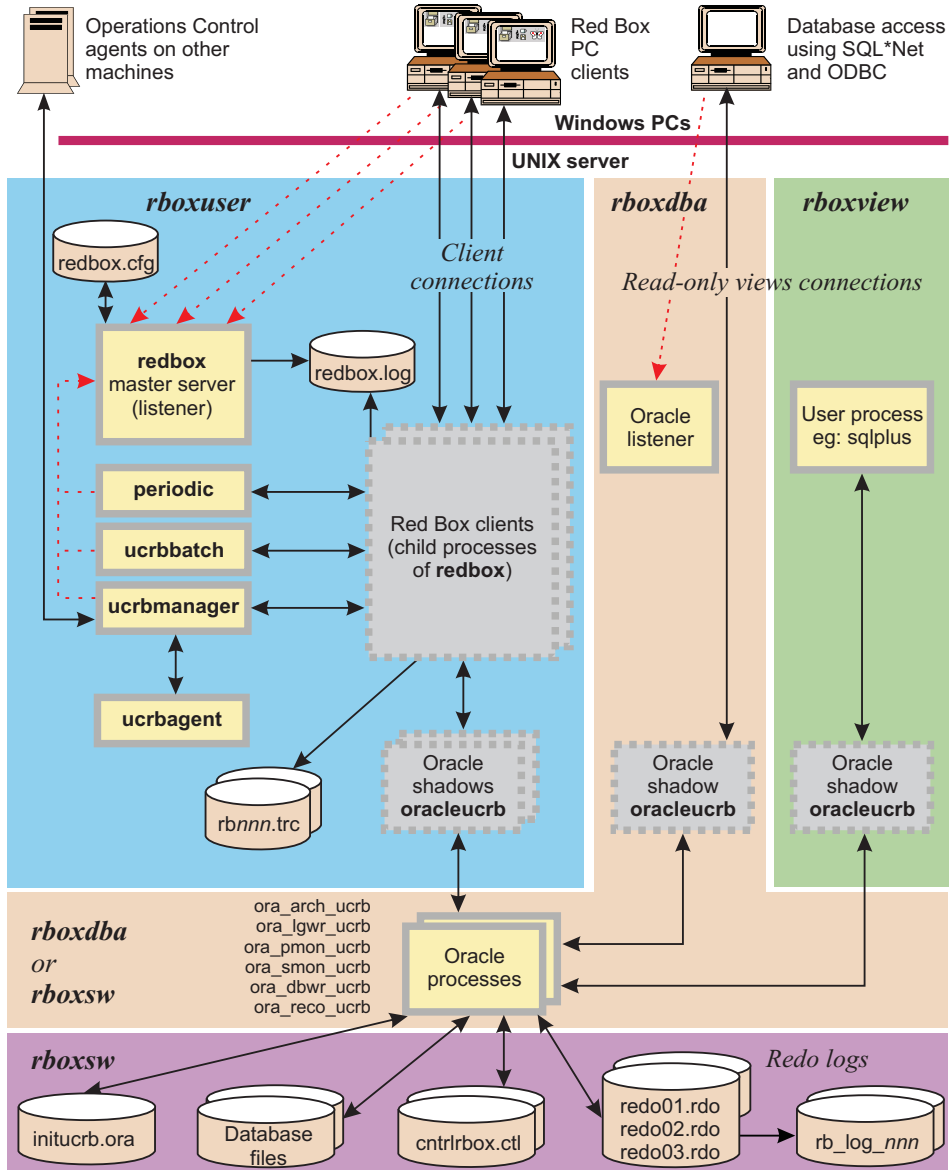 Operations Control
agents on other
machines
Red Box
PC
clients
Database access
using SQL*Net
and ODBC
Windows PCs
UNIX server
rboxuser
rboxdba
rboxview
redbox.cfg
Client
connections
Read-only views connections
redbox
master server
(listener)
redbox.log
Oracle
listener
User process
eg: sqlplus
periodic
ucrbbatch
ucrbmanager
ucrbagent
Red Box clients
(child processes
of redbox)
rbnnn.trc
Oracle
shadows
oracleucrb
Oracle
shadow
oracleucrb
Oracle
shadow
oracleucrb
rboxdba
or
rboxsw
ora_arch_ucrb
ora_lgwr_ucrb
ora_pmon_ucrb
ora_smon_ucrb
ora_dbwr_ucrb
ora_reco_ucrb
Oracle
processes
rboxsw
Redo logs
initucrb.ora
Database
files
cntrlrbox.ctl
redo01.rdo
redo02.rdo
redo03.rdo
rb_log_nnn